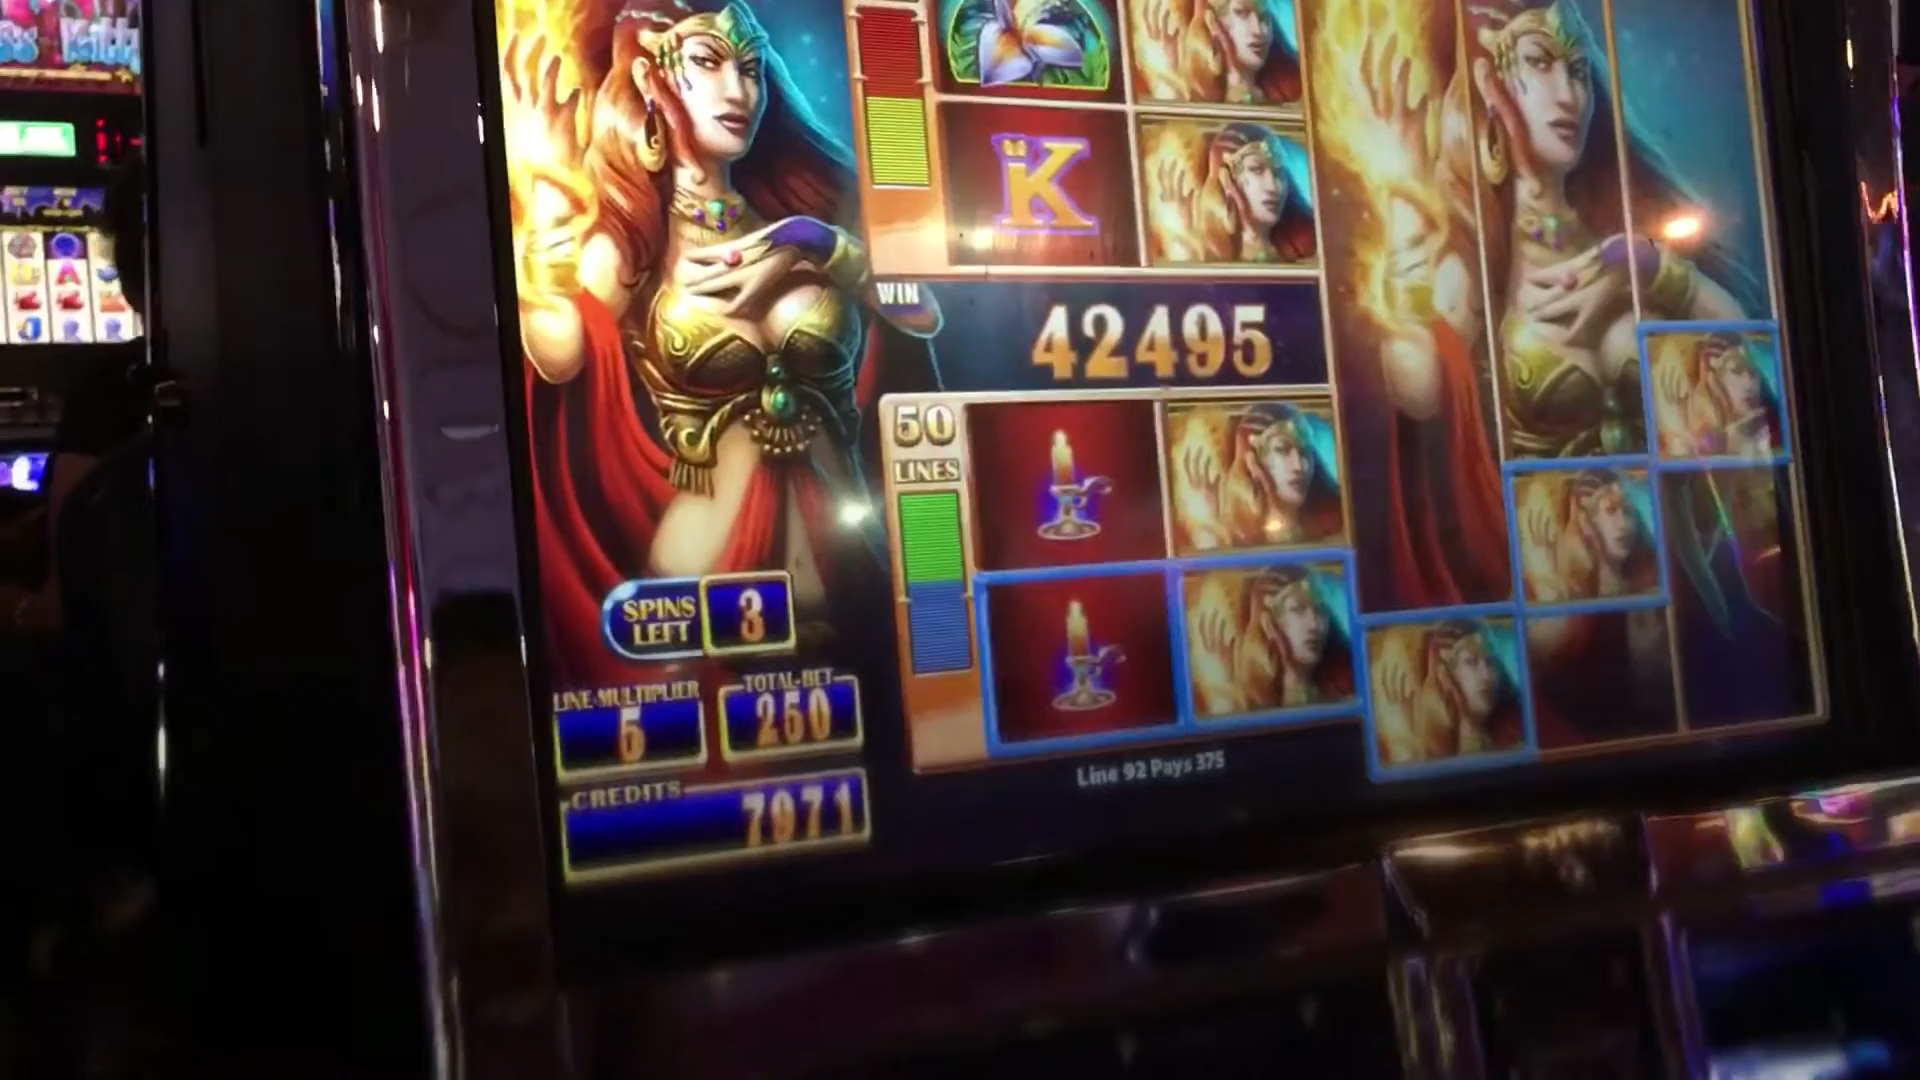 K
WIN
42495
50
LINES
SPINS
LEFT
3
LINE-MULTIPLIER
5
TOTAL-BET
250
CREDITS
7971
Line 92 Pays 375